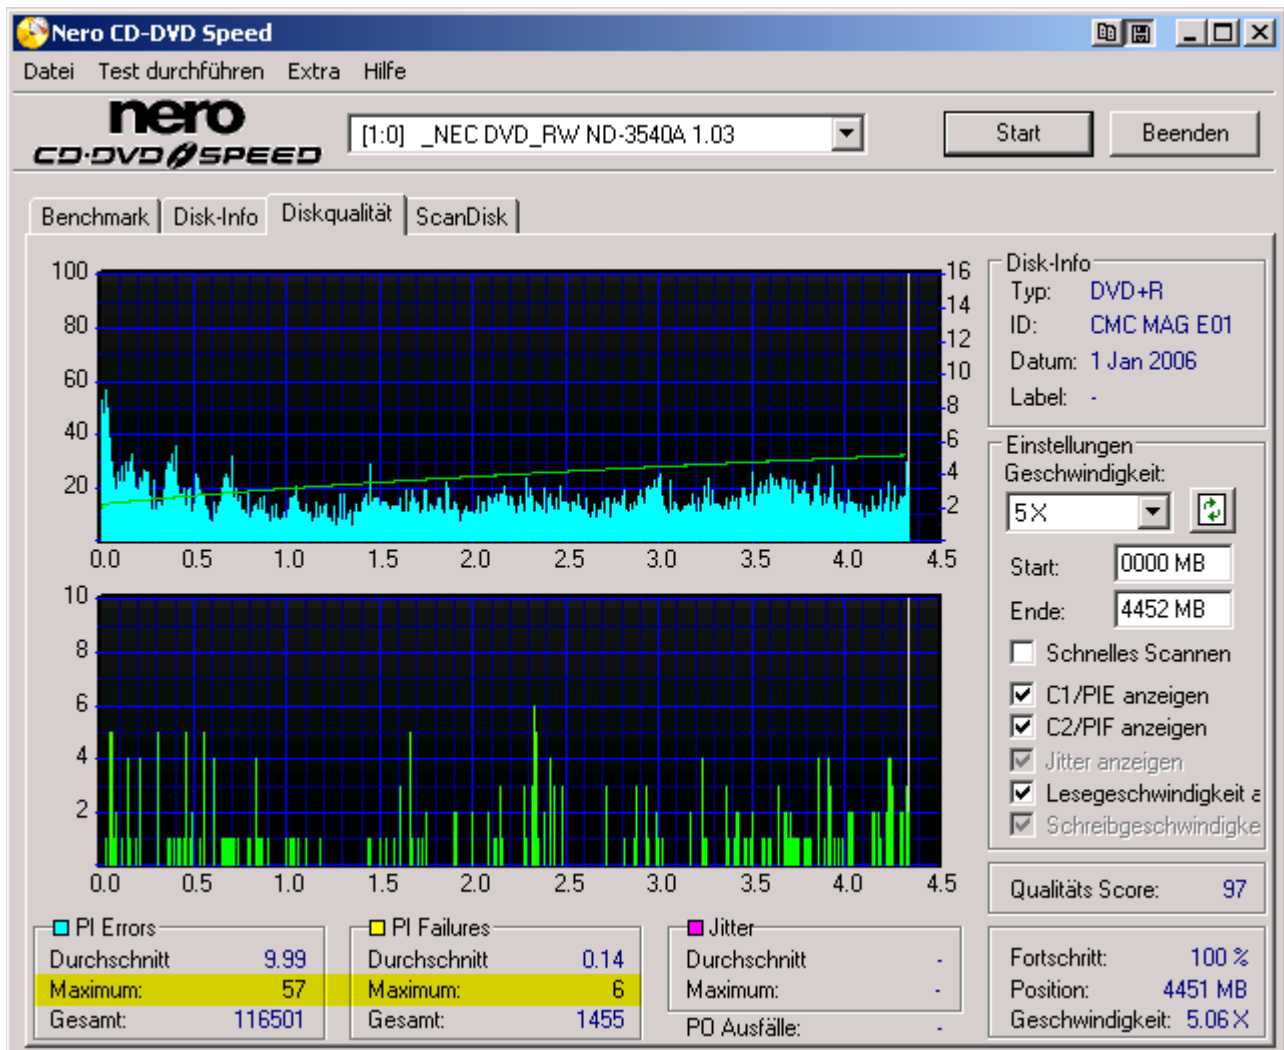 Nero CD-DVD Speed
Datei Test durchführen Extra Hilfe
nero
CD·DVD SPEED
[1:0] _NEC DVD_RW ND-3540A 1.03
Start
Beenden
Benchmark
Disk-Info
Diskqualität
ScanDisk
100
80
60
40
20
16
14
12
10
8
6
4
2
0.0 0.5 1.0 1.5 2.0 2.5 3.0 3.5 4.0 4.5
10
8
6
4
2
0.0 0.5 1.0 1.5 2.0 2.5 3.0 3.5 4.0 4.5
Disk-Info
Typ: DVD+R
ID: CMC MAG E01
Datum: 1 Jan 2006
Label: -
Einstellungen
Geschwindigkeit:
5X
Start: 0000 MB
Ende: 4452 MB
Schnelles Scannen
C1/PIE anzeigen
C2/PIF anzeigen
Jitter anzeigen
Lesegeschwindigkeit a
Schreibgeschwindigke
Qualitäts Score: 97
PI Errors
Durchschnitt 9.99
Maximum: 57
Gesamt: 116501
PI Failures
Durchschnitt 0.14
Maximum: 6
Gesamt: 1455
Jitter
Durchschnitt -
Maximum: -
PO Ausfälle: -
Fortschritt: 100 %
Position: 4451 MB
Geschwindigkeit: 5.06X